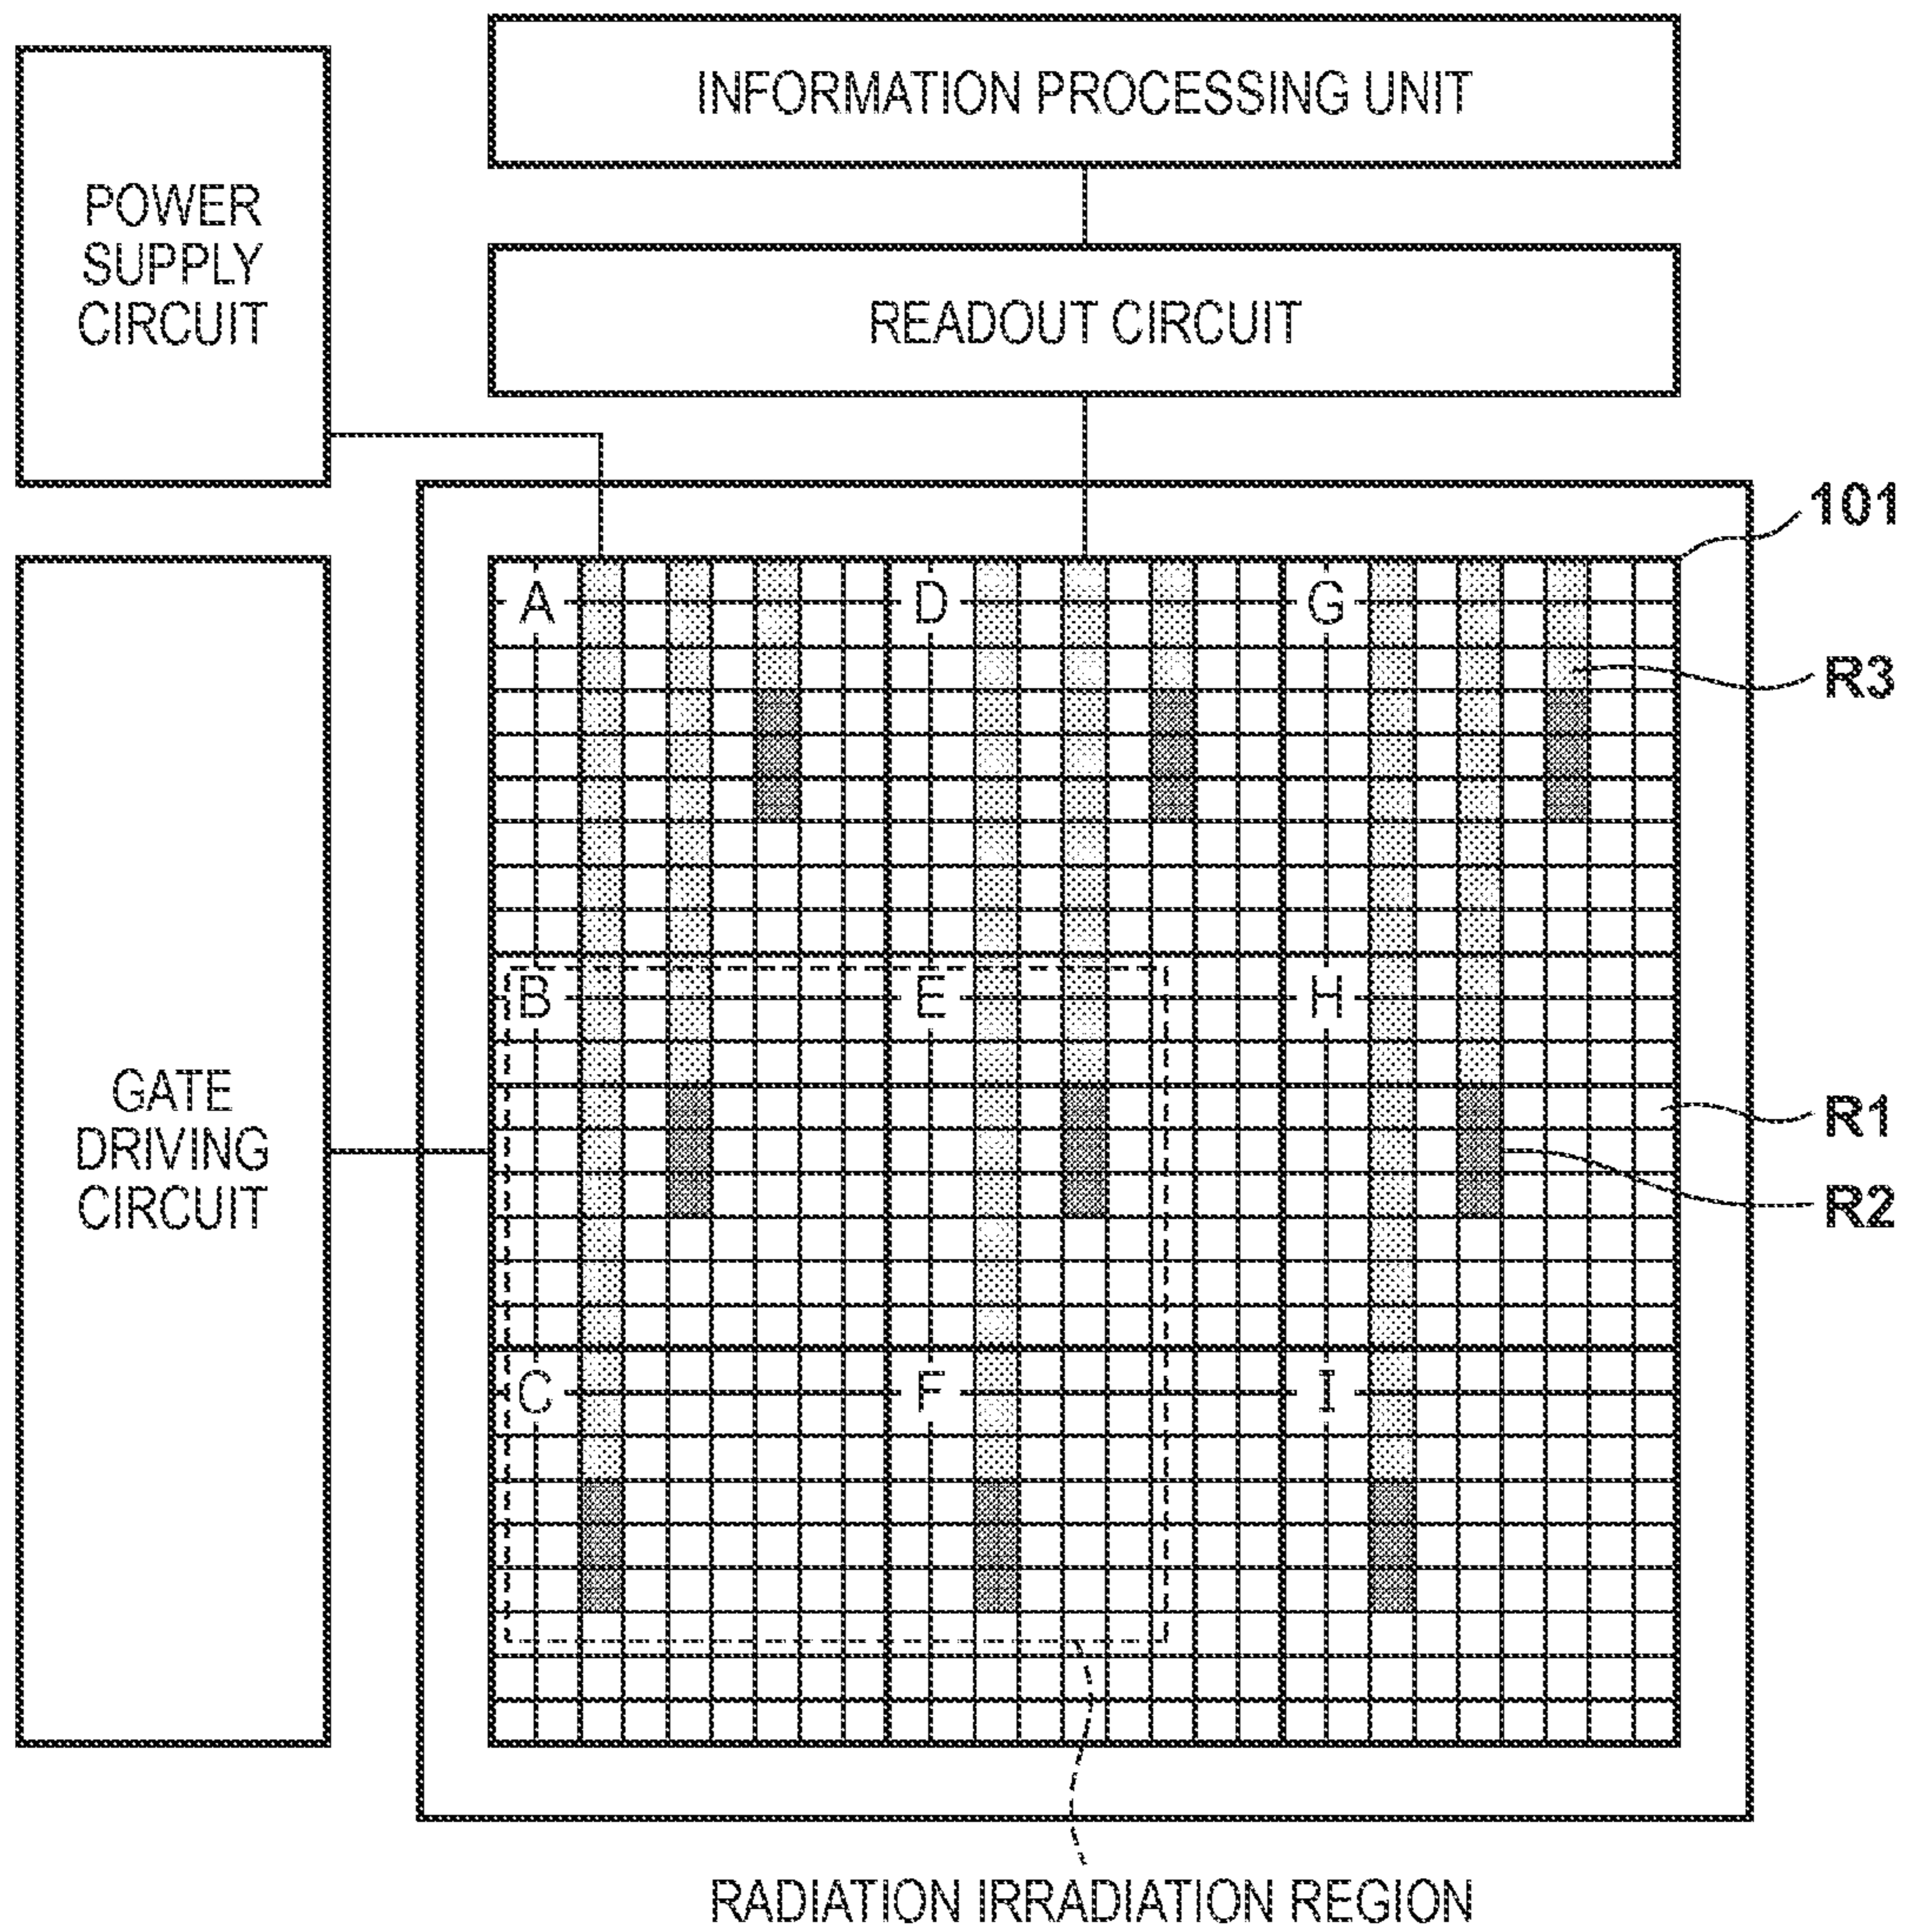 INFORMATION PROCESSING UNIT
POWER
SUPPLY
CIRCUIT
READOUT CIRCUIT
101
A D G
R3
B E H
GATE
DRIVING
CIRCUIT
R1
R2
C F I
RADIATION IRRADIATION REGION